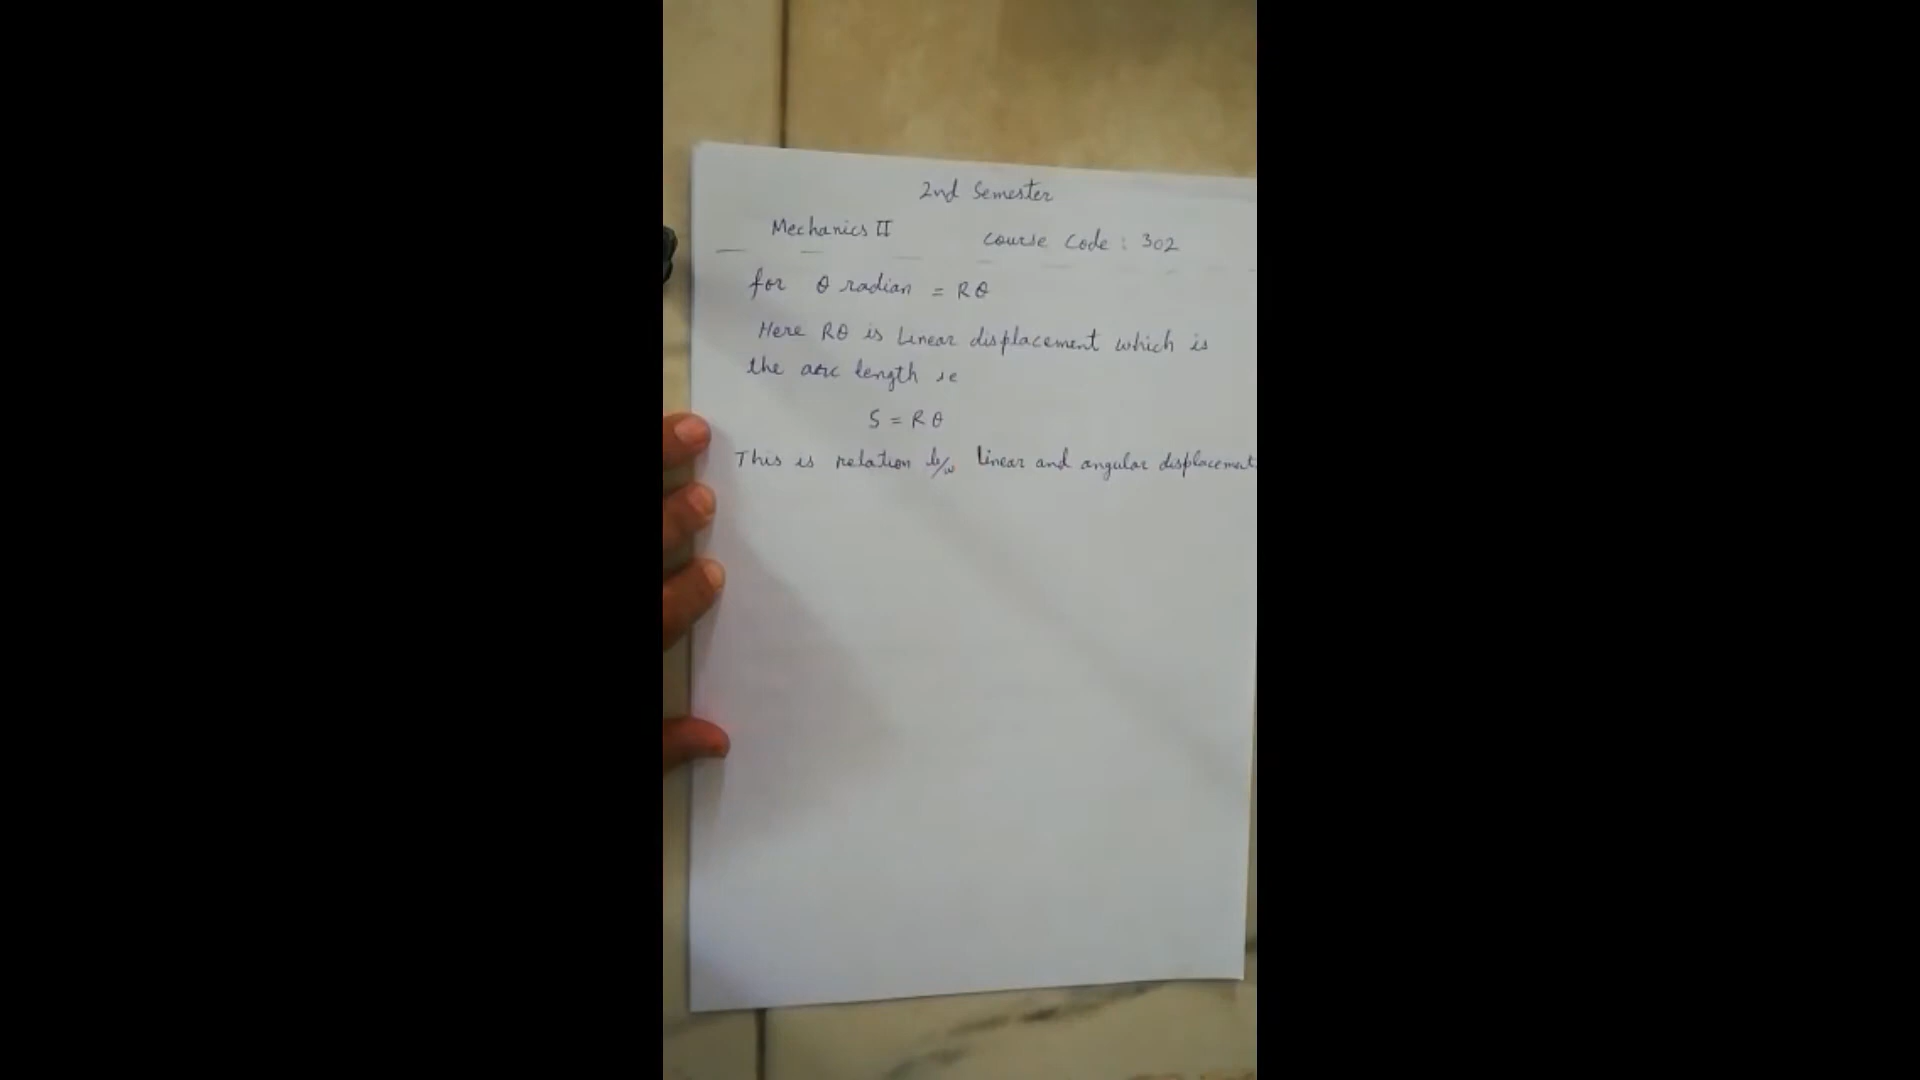 2nd Semester
Mechanics II course code : 302
for θ radian = Rθ
Here Rθ is Linear displacement which is
the arc length ie
S = Rθ
This is relation b/w linear and angular displacement